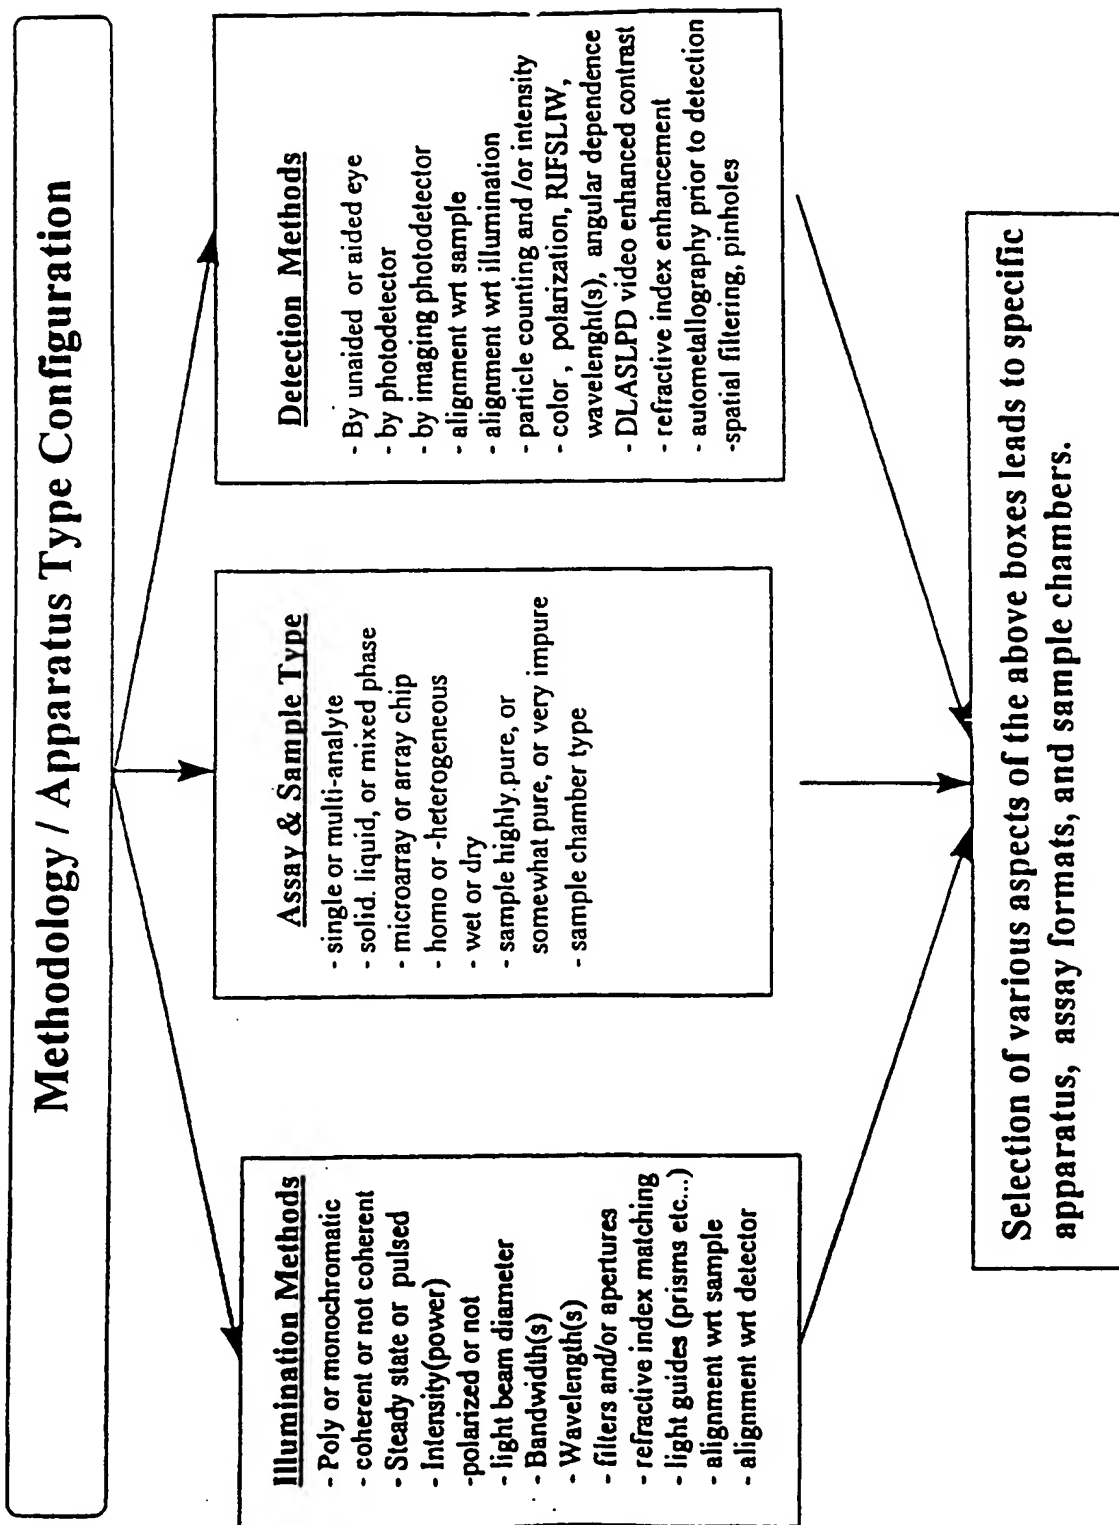 Methodology / Apparatus Type Configuration
Illumination Methods
- Poly or monochromatic
- coherent or not coherent
- Steady state or pulsed
- Intensity(power)
-polarized or not
- light beam diameter
- Bandwidth(s)
- Wavelength(s)
- filters and/or apertures
- refractive index matching
- light guides (prisms etc...)
- alignment wrt sample
- alignment wrt detector
Assay & Sample Type
- single or multi-analyte
- solid. liquid, or mixed phase
- microarray or array chip
- homo or -heterogeneous
- wet or dry
- sample highly.pure, or
somewhat pure, or very impure
- sample chamber type
Detection Methods
- By unaided or aided eye
- by photodetector
- by imaging photodetector
- alignment wrt sample
- alignment wrt illumination
- particle counting and /or intensity
- color , polarization, RIFSLIW,
wavelenght(s), angular dependence
- DLASLPD video enhanced contrast
- refractive index enhancement
- autometallography prior to detection
-spatial filtering, pinholes
Selection of various aspects of the above boxes leads to specific
apparatus, assay formats, and sample chambers.